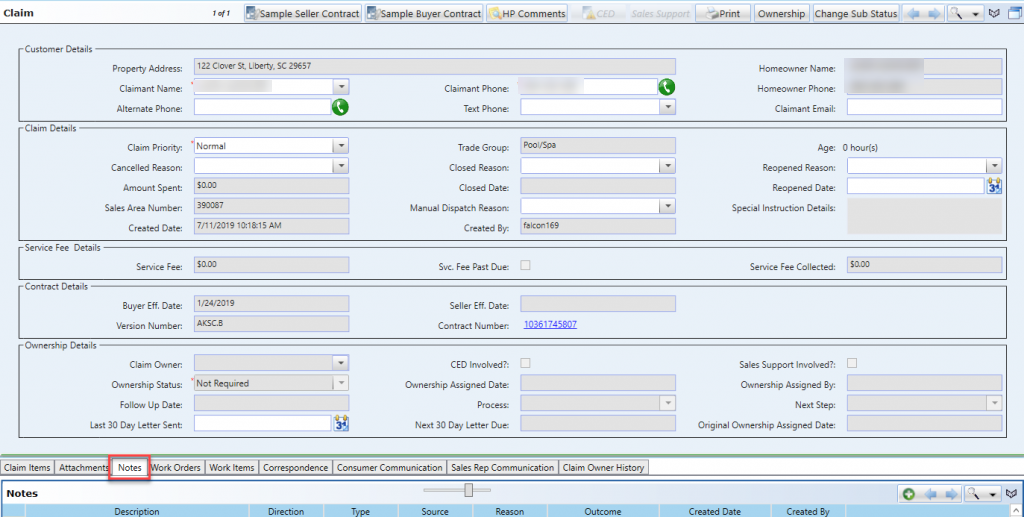 Claim 1 of 1 Sample Seller Contract Sample Buyer Contract HP Comments CED Sales Support Print Ownership Change Sub Status
Customer Details
Property Address: 122 Clover St, Liberty, SC 29657 Homeowner Name:
* Claimant Name: Claimant Phone: Homeowner Phone:
Alternate Phone: Text Phone: Claimant Email:
Claim Details
Claim Priority: * Normal Trade Group: Pool/Spa Age: 0 hour(s)
Cancelled Reason: Closed Reason: Reopened Reason:
Amount Spent: $0.00 Closed Date: Reopened Date:
Sales Area Number: 390087 Manual Dispatch Reason: Special Instruction Details:
Created Date: 7/11/2019 10:18:15 AM Created By: falcon169
Service Fee Details
Service Fee: $0.00 Svc. Fee Past Due: Service Fee Collected: $0.00
Contract Details
Buyer Eff. Date: 1/24/2019 Seller Eff. Date:
Version Number: AKSC.B Contract Number: 10361745807
Ownership Details
Claim Owner: CED Involved?: Sales Support Involved?:
Ownership Status: * Not Required Ownership Assigned Date: Ownership Assigned By:
Follow Up Date: Process: Next Step:
Last 30 Day Letter Sent: Next 30 Day Letter Due: Original Ownership Assigned Date:
Claim Items Attachments Notes Work Orders Work Items Correspondence Consumer Communication Sales Rep Communication Claim Owner History
Notes
Description Direction Type Source Reason Outcome Created Date Created By